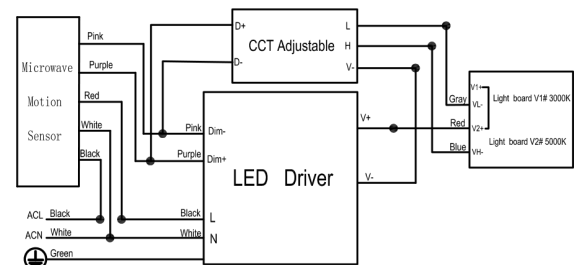 Pink
D+
CCT Adjustable
L
H
V-
D-
Microwave
Motion
Sensor
Purple
Red
White
Black
Pink
Dim-
Purple
Dim+
LED Driver
V+
V-
Black
L
White
N
ACL
Black
ACN
White
Green
Gray
Red
Blue
V1+
VL-
V2+
VH-
Light board V1# 3000K
Light board V2# 5000K